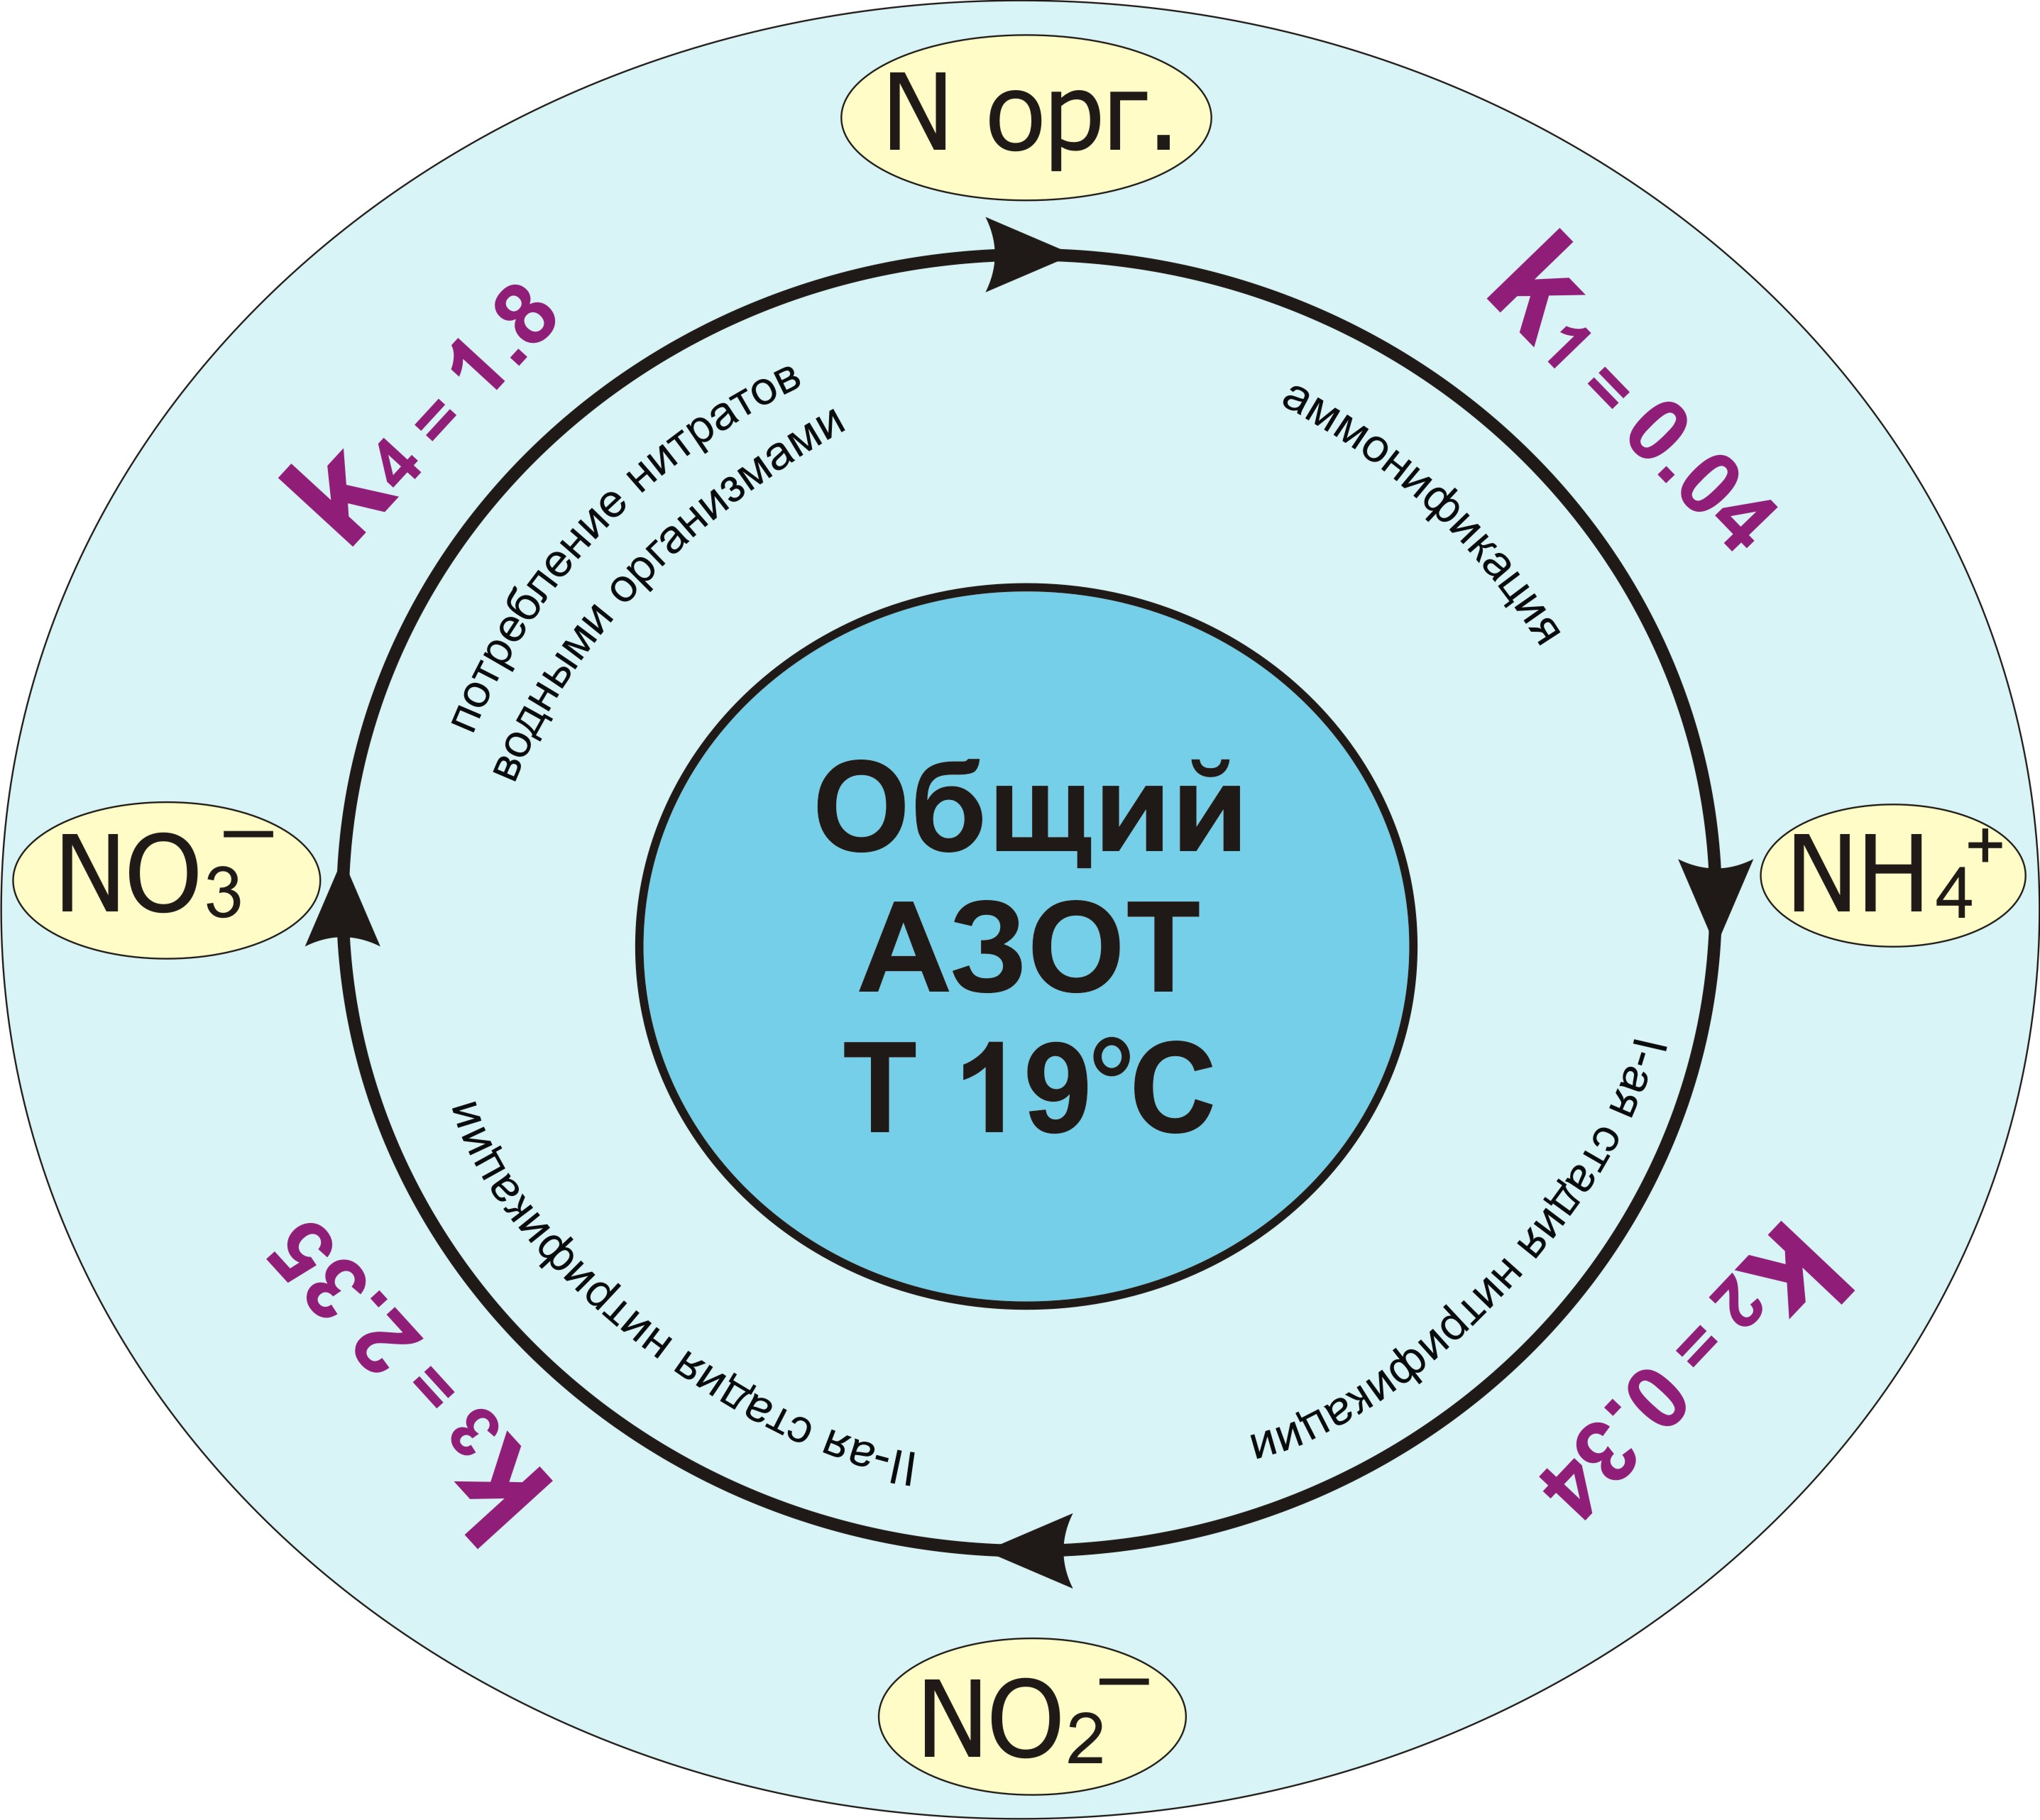 N орг.
K1 =0.04
аммонификация
NH4+
K2 =0.34
I-ая стадия нитрификации
NO2−
K3 = 2.35
II-ая стадия нитрификации
NO3−
K4= 1.8
потребление нитратов
водными организмами
Общий
АЗОТ
Т 19°С